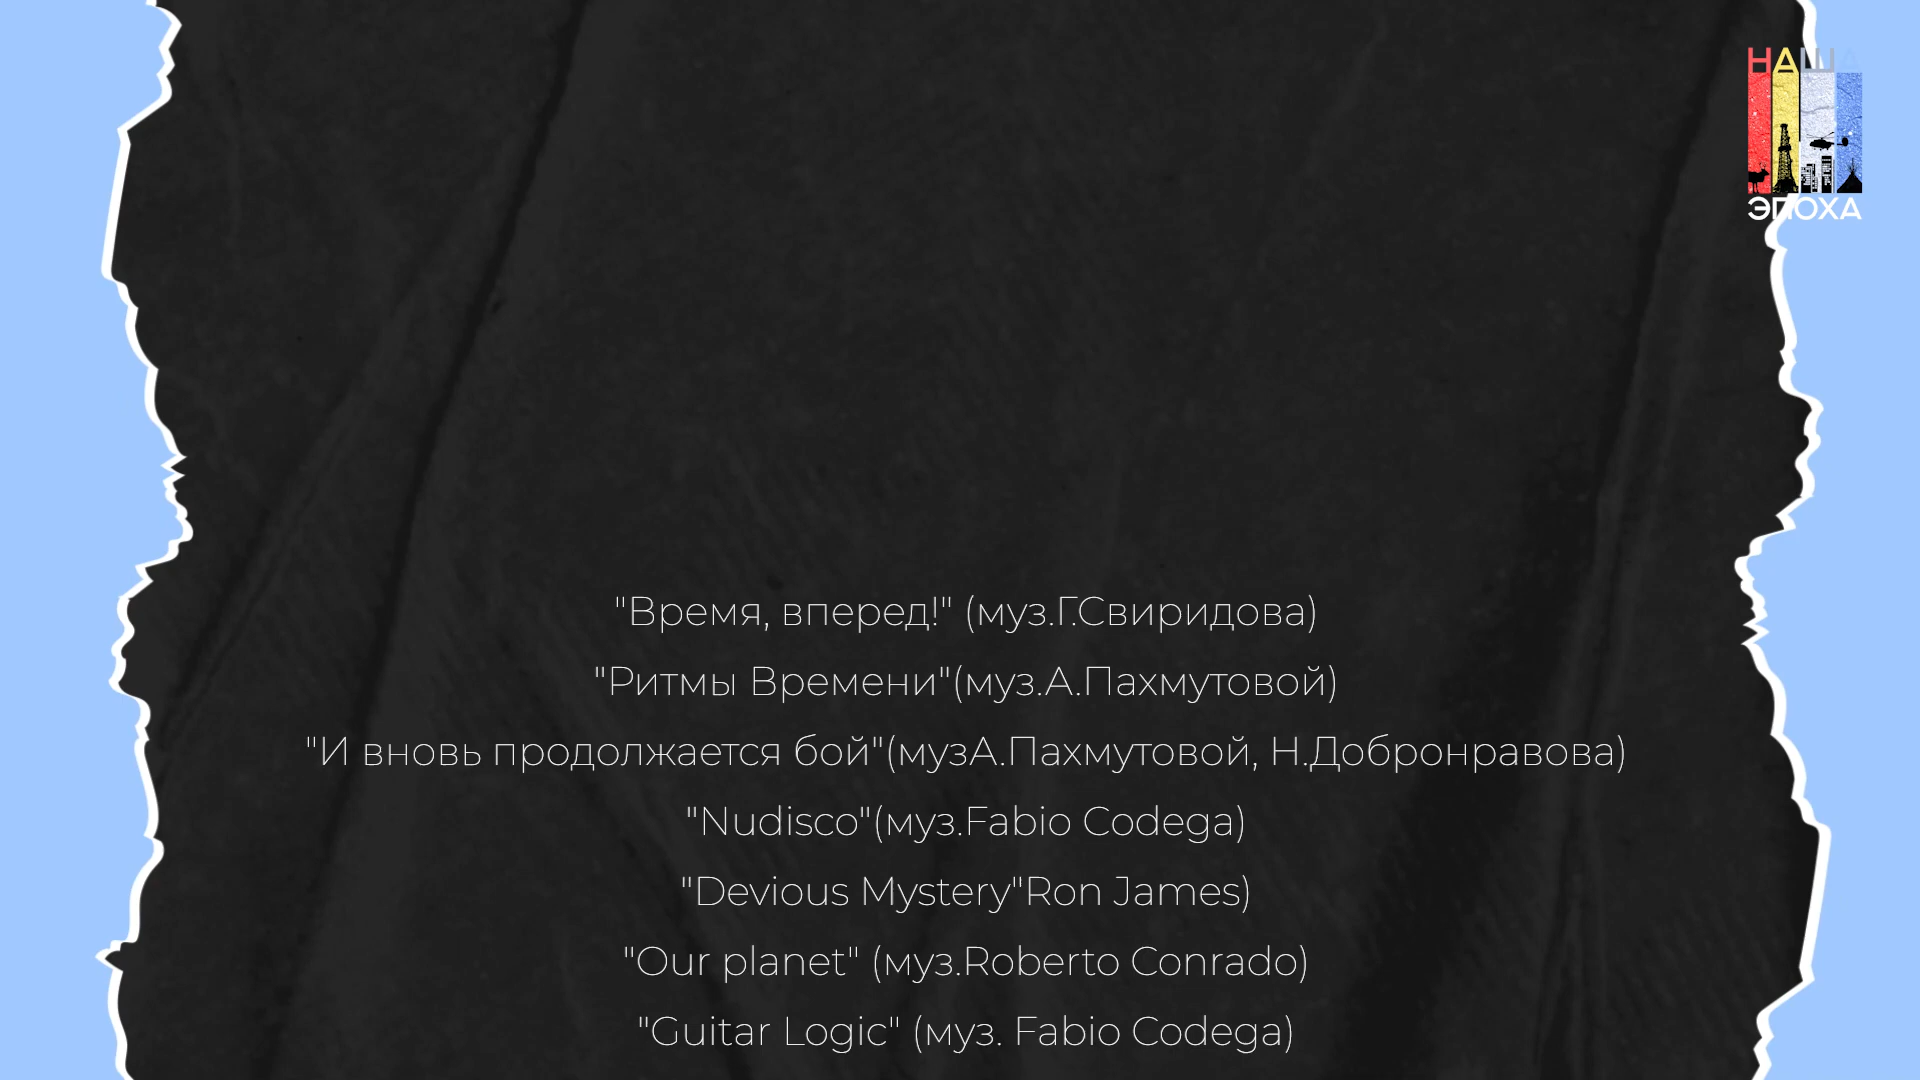 НАША
ЭПОХА
"Время, вперед!" (муз.Г.Свиридова)
"Ритмы Времени"(муз.А.Пахмутовой)
"И вновь продолжается бой"(музА.Пахмутовой, Н.Добронравова)
"Nudisco"(муз.Fabio Codega)
"Devious Mystery"Ron James)
"Our planet" (муз.Roberto Conrado)
"Guitar Logic" (муз. Fabio Codega)